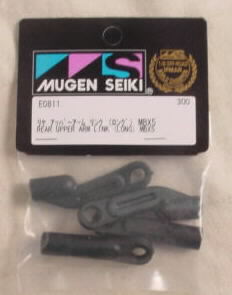 MUGEN SEIKI®
E0811 300
リヤ アッパーアーム リンク (ロング) MBX5
REAR UPPER ARM LINK (LONG) MBX5